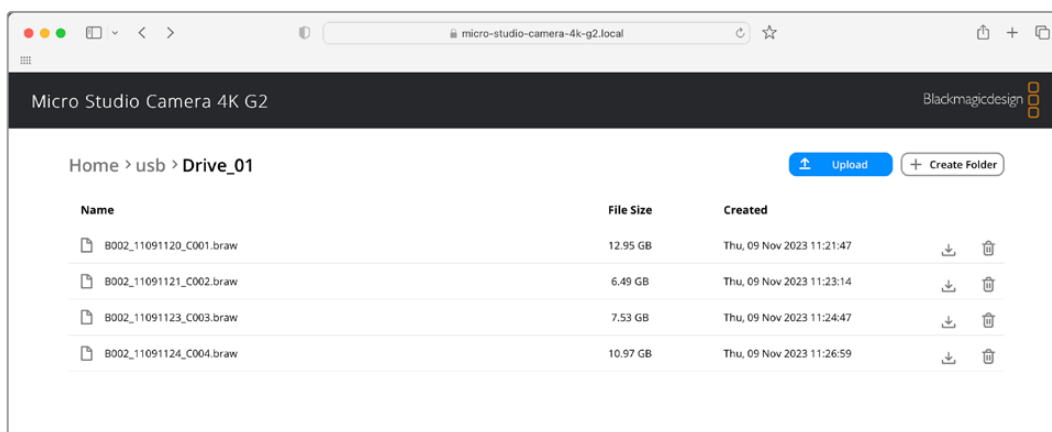 micro-studio-camera-4k-g2.local
Micro Studio Camera 4K G2
Blackmagicdesign
Home > usb > Drive_01
Upload
+ Create Folder
Name File Size Created
B002_11091120_C001.braw 12.95 GB Thu, 09 Nov 2023 11:21:47
B002_11091121_C002.braw 6.49 GB Thu, 09 Nov 2023 11:23:14
B002_11091123_C003.braw 7.53 GB Thu, 09 Nov 2023 11:24:47
B002_11091124_C004.braw 10.97 GB Thu, 09 Nov 2023 11:26:59